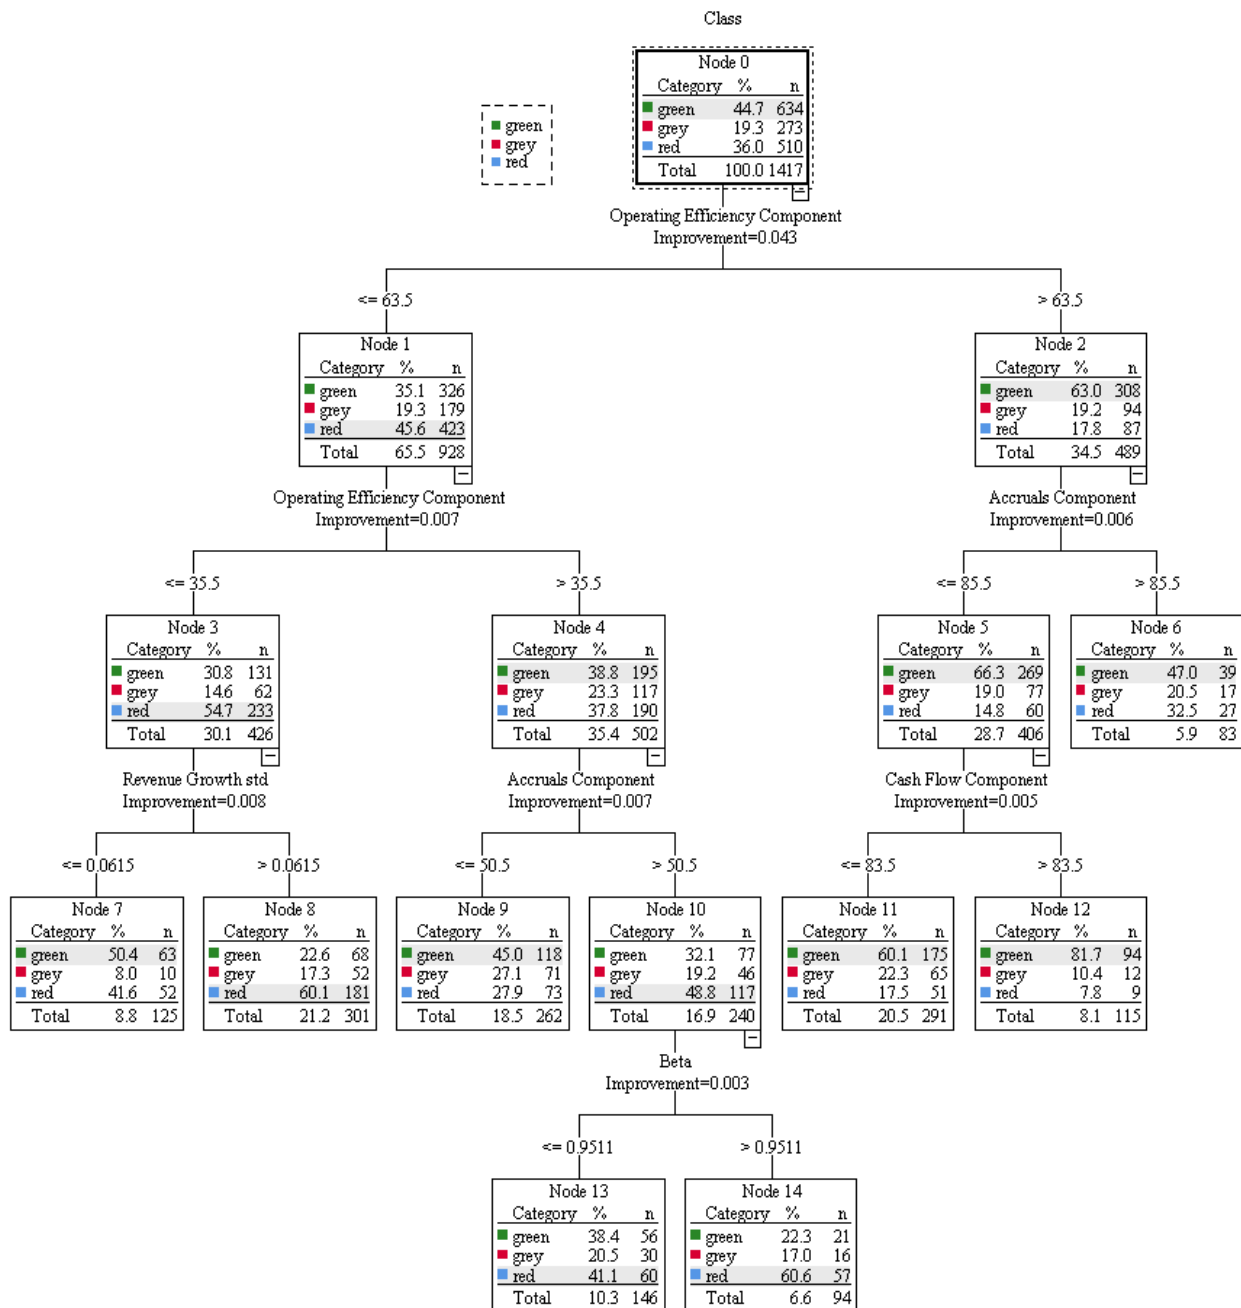 Class
green
grey
red
Node 0
Category % n
green 44.7 634
grey 19.3 273
red 36.0 510
Total 100.0 1417
Operating Efficiency Component
Improvement=0.043
<= 63.5
> 63.5
Node 1
Category % n
green 35.1 326
grey 19.3 179
red 45.6 423
Total 65.5 928
Node 2
Category % n
green 63.0 308
grey 19.2 94
red 17.8 87
Total 34.5 489
Operating Efficiency Component
Improvement=0.007
Accruals Component
Improvement=0.006
<= 35.5
> 35.5
<= 85.5
> 85.5
Node 3
Category % n
green 30.8 131
grey 14.6 62
red 54.7 233
Total 30.1 426
Node 4
Category % n
green 38.8 195
grey 23.3 117
red 37.8 190
Total 35.4 502
Node 5
Category % n
green 66.3 269
grey 19.0 77
red 14.8 60
Total 28.7 406
Node 6
Category % n
green 47.0 39
grey 20.5 17
red 32.5 27
Total 5.9 83
Revenue Growth std
Improvement=0.008
Accruals Component
Improvement=0.007
Cash Flow Component
Improvement=0.005
<= 0.0615
> 0.0615
<= 50.5
> 50.5
<= 83.5
> 83.5
Node 7
Category % n
green 50.4 63
grey 8.0 10
red 41.6 52
Total 8.8 125
Node 8
Category % n
green 22.6 68
grey 17.3 52
red 60.1 181
Total 21.2 301
Node 9
Category % n
green 45.0 118
grey 27.1 71
red 27.9 73
Total 18.5 262
Node 10
Category % n
green 32.1 77
grey 19.2 46
red 48.8 117
Total 16.9 240
Node 11
Category % n
green 60.1 175
grey 22.3 65
red 17.5 51
Total 20.5 291
Node 12
Category % n
green 81.7 94
grey 10.4 12
red 7.8 9
Total 8.1 115
Beta
Improvement=0.003
<= 0.9511
> 0.9511
Node 13
Category % n
green 38.4 56
grey 20.5 30
red 41.1 60
Total 10.3 146
Node 14
Category % n
green 22.3 21
grey 17.0 16
red 60.6 57
Total 6.6 94